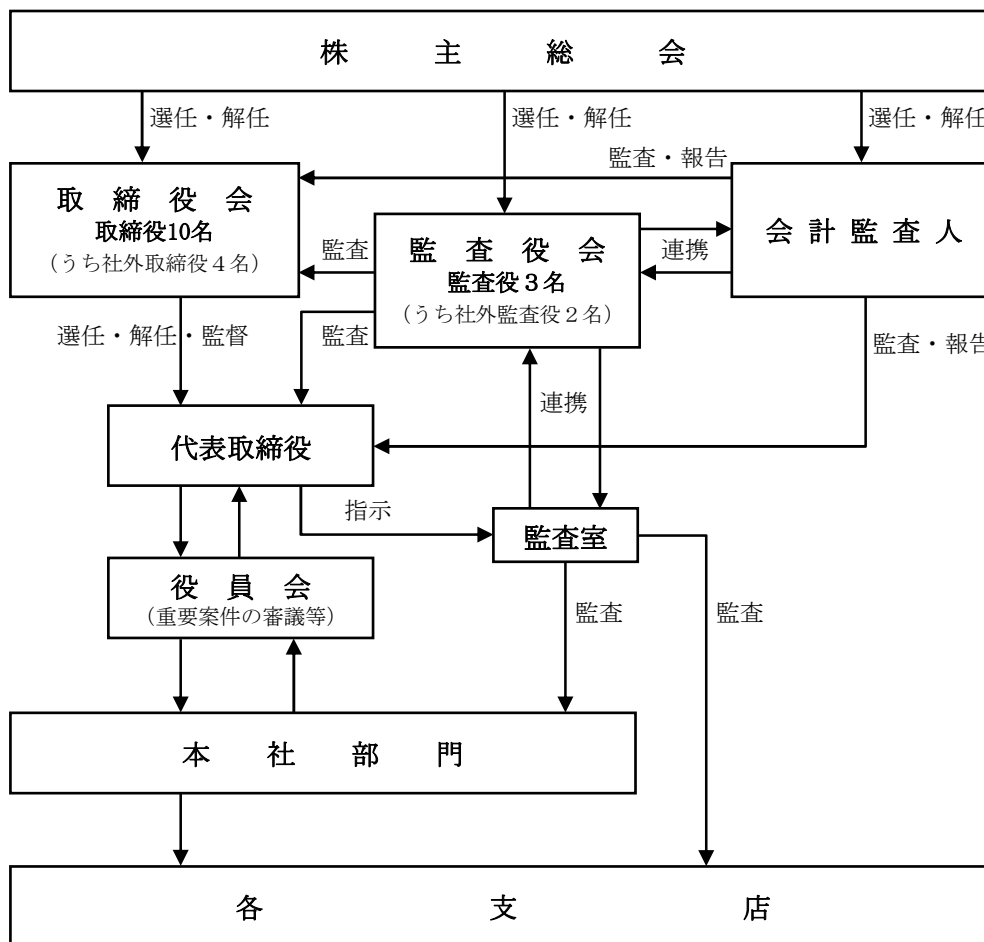 株主総会
選任・解任
選任・解任
選任・解任
監査・報告
取締役会
取締役10名
（うち社外取締役４名）
監査
監査役会
監査役３名
（うち社外監査役２名）
連携
会計監査人
選任・解任・監督
監査
監査・報告
連携
代表取締役
指示
監査室
役員会
（重要案件の審議等）
監査
監査
本社部門
各支店